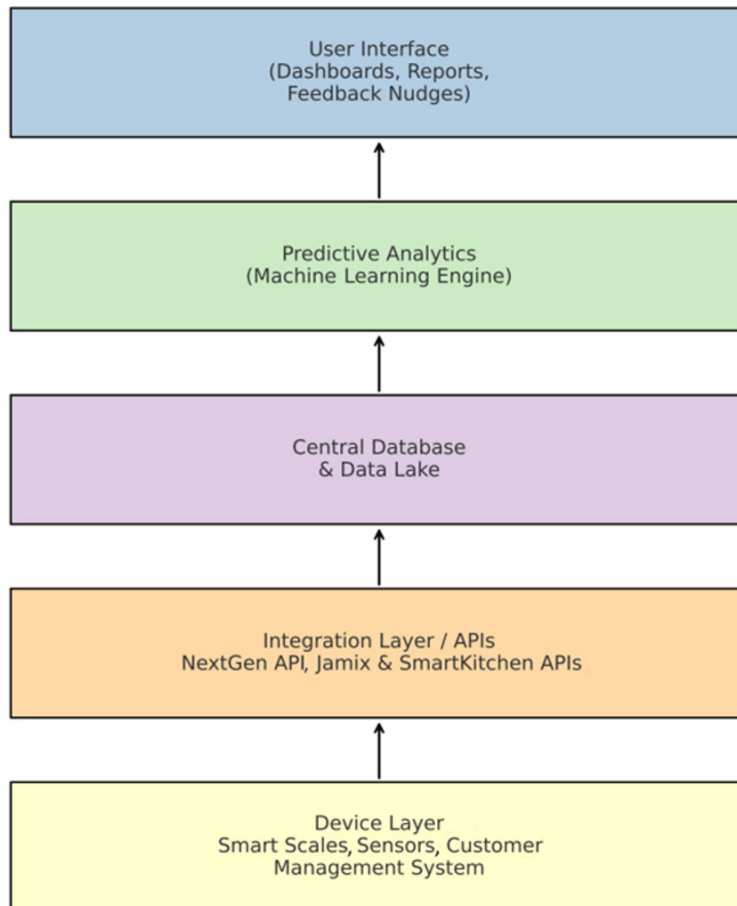 User Interface
(Dashboards, Reports,
Feedback Nudges)
Predictive Analytics
(Machine Learning Engine)
Central Database
& Data Lake
Integration Layer / APIs
NextGen API, Jamix & SmartKitchen APIs
Device Layer
Smart Scales, Sensors, Customer
Management System